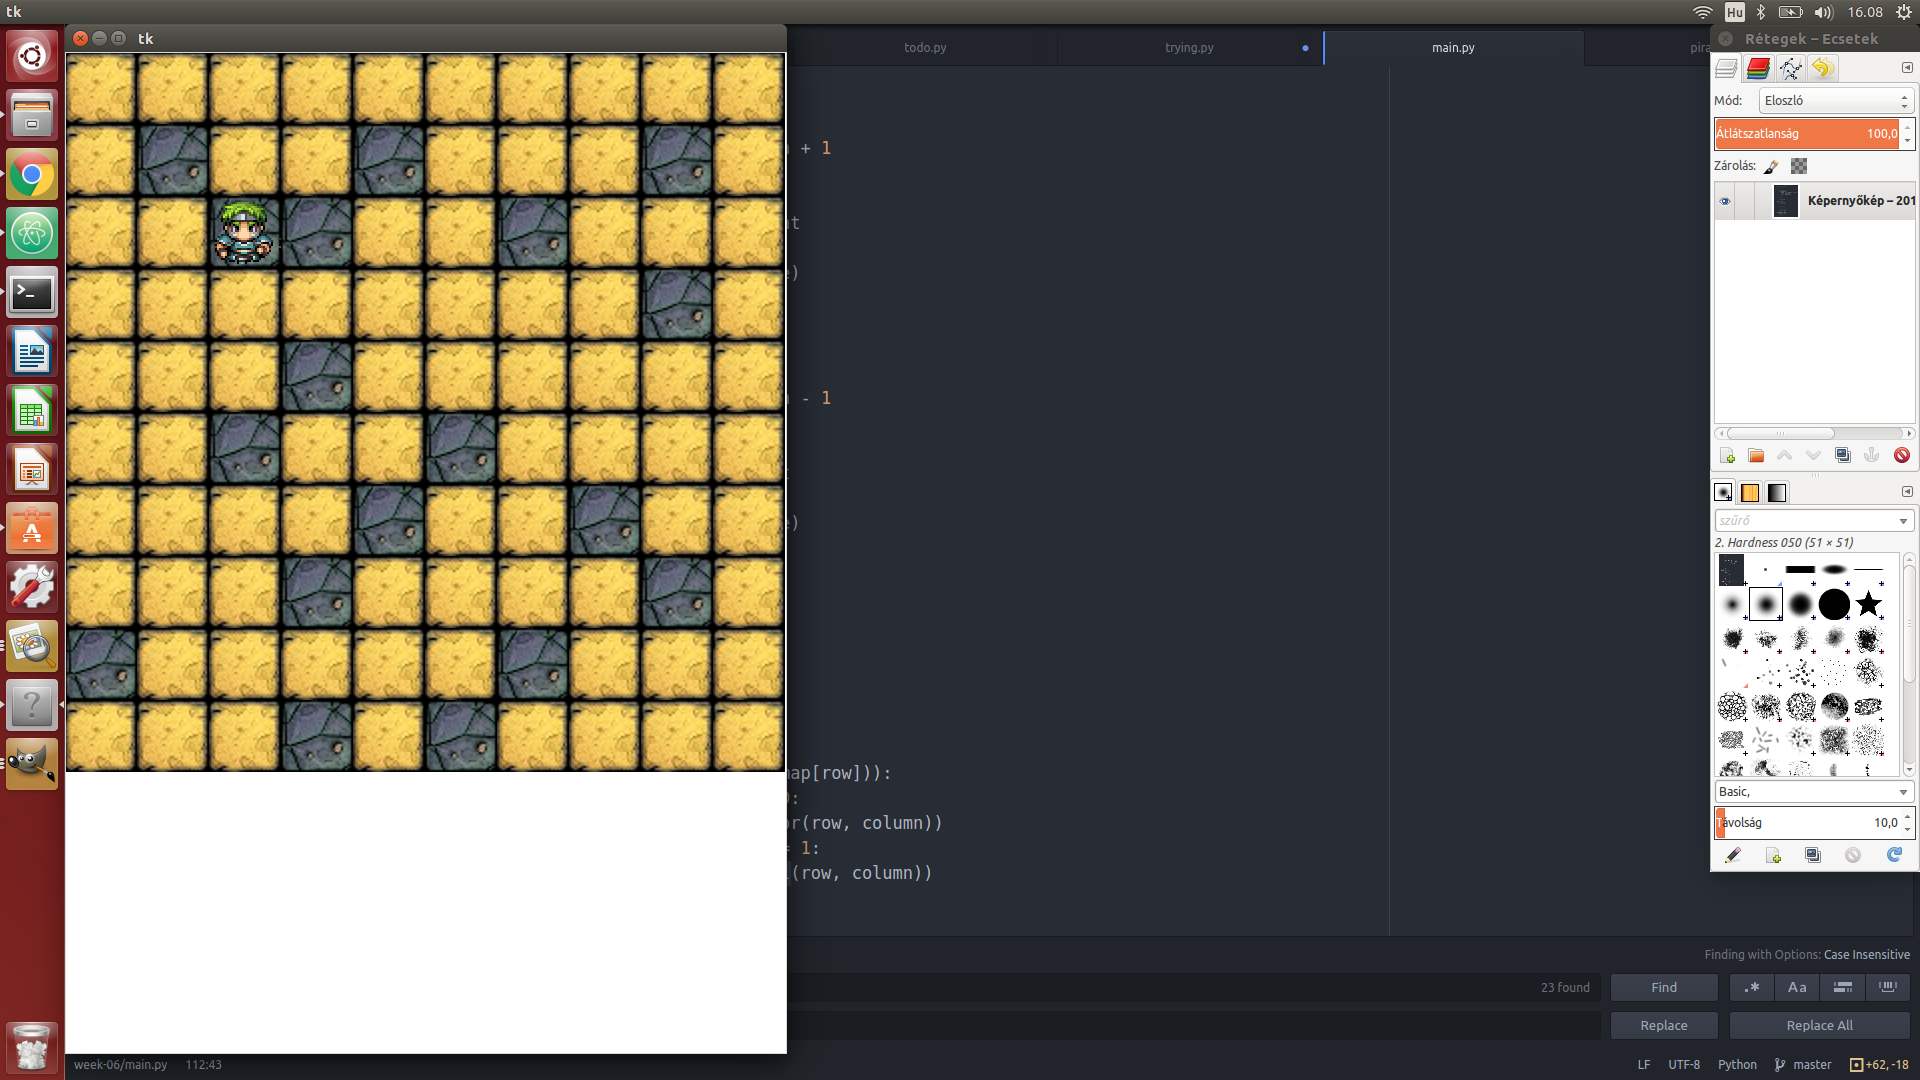 tk
Hu
16.08
tk
todo.py
trying.py
main.py
+ 1
- 1
map[row])):
(row, column))
1:
(row, column))
Finding with Options: Case Insensitive
23 found
Find
.*
Aa
Replace
Replace All
week-06/main.py
112:43
LF
UTF-8
Python
master
+62, -18
Rétegek – Ecsetek
Mód:
Eloszló
Átlátszatlanság
100,0
Zárolás:
Képernyőkép – 201
szűrő
2. Hardness 050 (51 × 51)
Basic,
Távolság
10,0